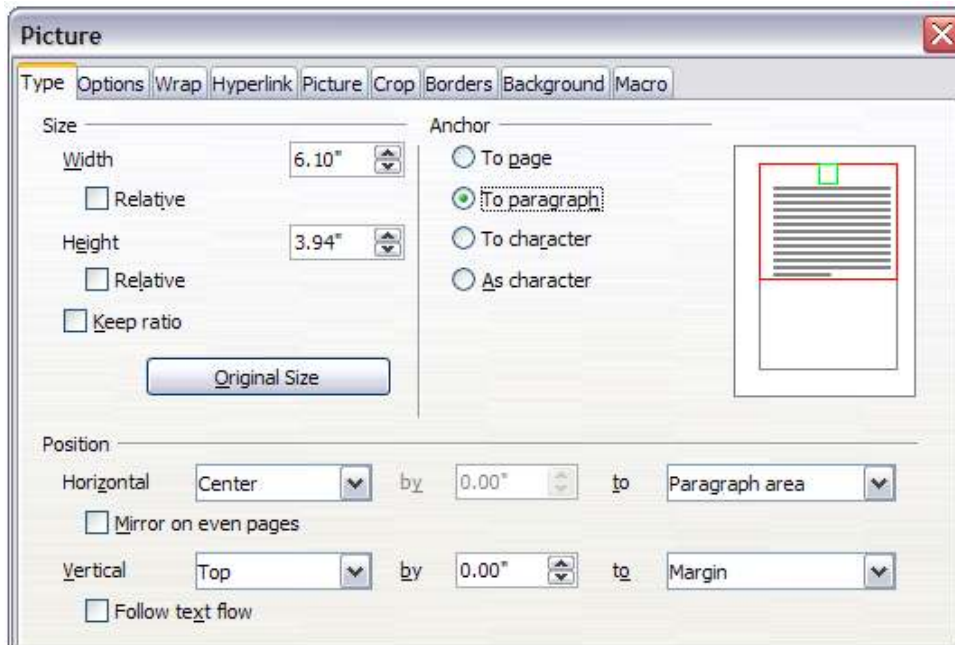 Picture
Type Options Wrap Hyperlink Picture Crop Borders Background Macro
Size
Width 6.10"
Relative
Height 3.94"
Relative
Keep ratio
Original Size
Anchor
To page
To paragraph
To character
As character
Position
Horizontal Center by 0.00" to Paragraph area
Mirror on even pages
Vertical Top by 0.00" to Margin
Follow text flow